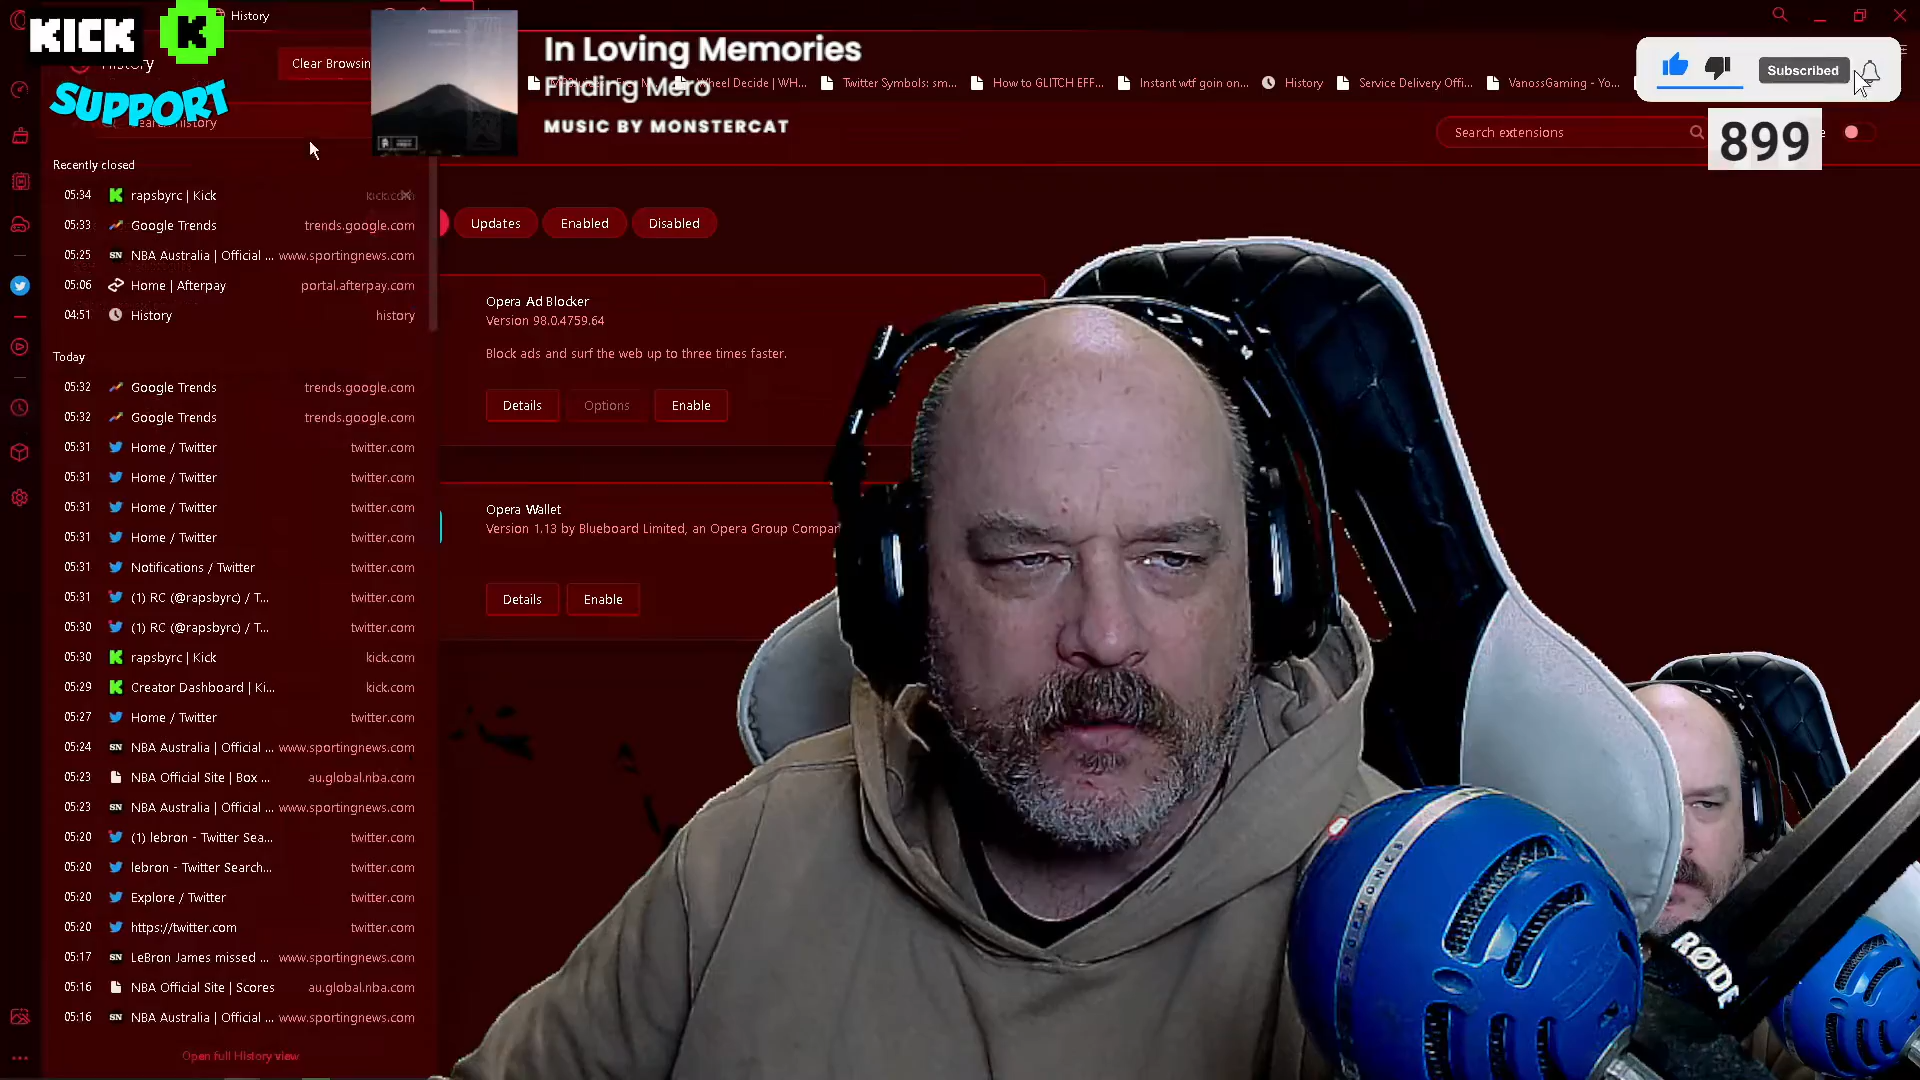 History
KICK K
SUPPORT
History
Clear Browsin
Search history
In Loving Memories
Finding Mero
MUSIC BY MONSTERCAT
Wheel Decide | WH...
Twitter Symbols: sm...
How to GLITCH EFF...
Instant wtf goin on...
History
Service Delivery Offi...
VanossGaming - Yo...
Subscribed
Search extensions
899
Recently closed
05:34 rapsbyrc | Kick kick.com
05:33 Google Trends trends.google.com
05:25 NBA Australia | Official ... www.sportingnews.com
05:06 Home | Afterpay portal.afterpay.com
04:51 History history
Today
05:32 Google Trends trends.google.com
05:32 Google Trends trends.google.com
05:31 Home / Twitter twitter.com
05:31 Home / Twitter twitter.com
05:31 Home / Twitter twitter.com
05:31 Home / Twitter twitter.com
05:31 Notifications / Twitter twitter.com
05:31 (1) RC (@rapsbyrc) / T... twitter.com
05:30 (1) RC (@rapsbyrc) / T... twitter.com
05:30 rapsbyrc | Kick kick.com
05:29 Creator Dashboard | Ki... kick.com
05:27 Home / Twitter twitter.com
05:24 NBA Australia | Official ... www.sportingnews.com
05:23 NBA Official Site | Box ... au.global.nba.com
05:23 NBA Australia | Official ... www.sportingnews.com
05:20 (1) lebron - Twitter Sea... twitter.com
05:20 lebron - Twitter Search... twitter.com
05:20 Explore / Twitter twitter.com
05:20 https://twitter.com twitter.com
05:17 LeBron James missed ... www.sportingnews.com
05:16 NBA Official Site | Scores au.global.nba.com
05:16 NBA Australia | Official ... www.sportingnews.com
Open full History view
Updates Enabled Disabled
Opera Ad Blocker
Version 98.0.4759.64
Block ads and surf the web up to three times faster.
Details Options Enable
Opera Wallet
Version 1.13 by Blueboard Limited, an Opera Group Compan
Details Enable
RØDE